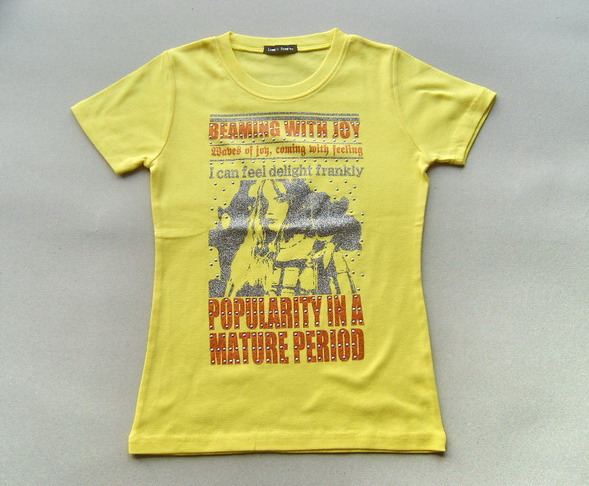 BEAMING WITH JOY
Waves of joy, coming with feeling
I can feel delight frankly
POPULARITY IN A
MATURE PERIOD